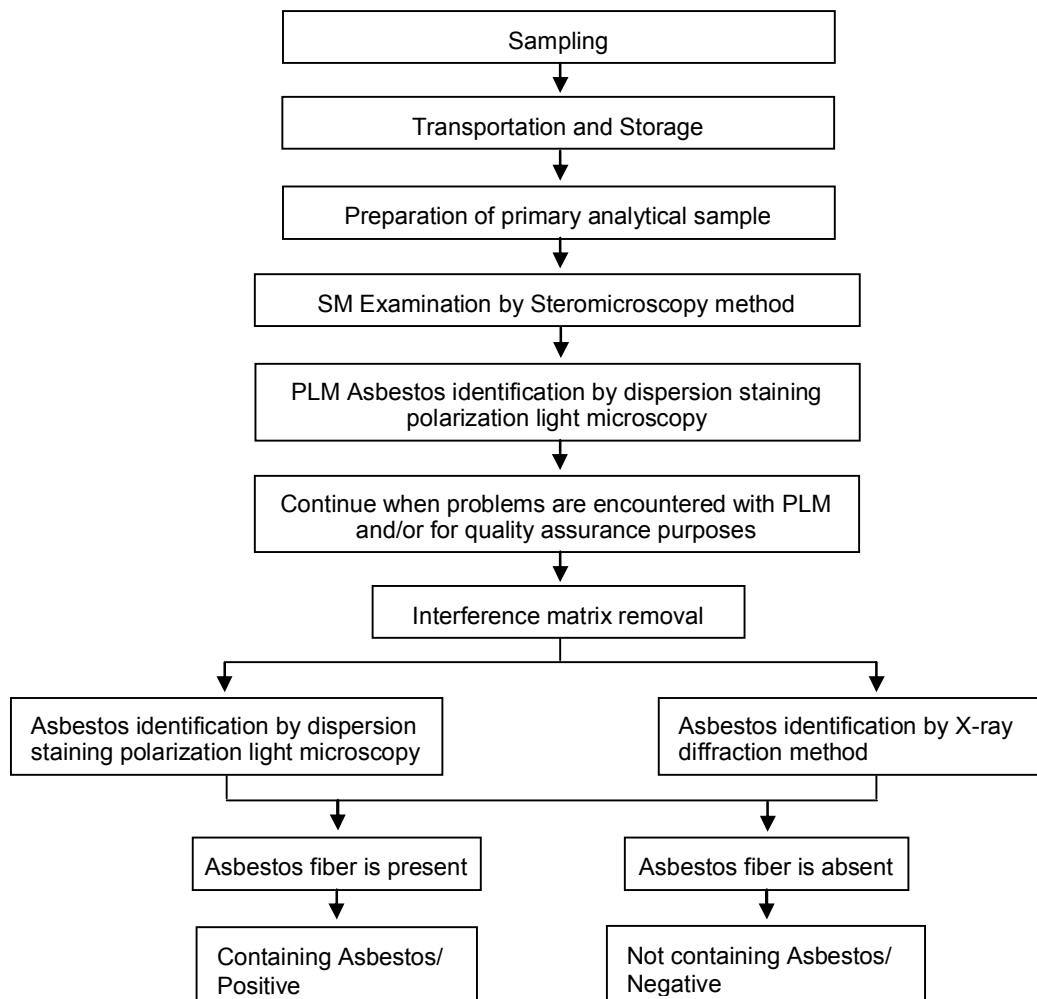 Sampling
Transportation and Storage
Preparation of primary analytical sample
SM Examination by Steromicroscopy method
PLM Asbestos identification by dispersion staining
polarization light microscopy
Continue when problems are encountered with PLM
and/or for quality assurance purposes
Interference matrix removal
Asbestos identification by dispersion
staining polarization light microscopy
Asbestos identification by X-ray
diffraction method
Asbestos fiber is present
Asbestos fiber is absent
Containing Asbestos/
Positive
Not containing Asbestos/
Negative